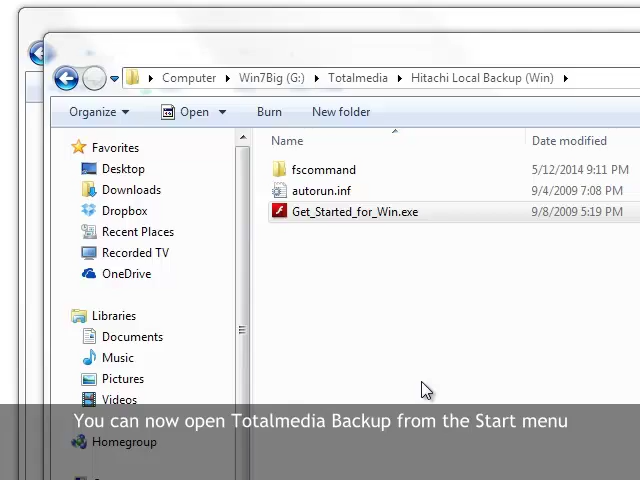 Computer Win7Big (G:) Totalmedia Hitachi Local Backup (Win)
Organize Open Burn New folder
Favorites
Desktop
Downloads
Dropbox
Recent Places
Recorded TV
OneDrive
Libraries
Documents
Music
Pictures
Videos
Homegroup
Name Date modified
fscommand 5/12/2014 9:11 PM
autorun.inf 9/4/2009 7:08 PM
Get_Started_for_Win.exe 9/8/2009 5:19 PM
You can now open Totalmedia Backup from the Start menu